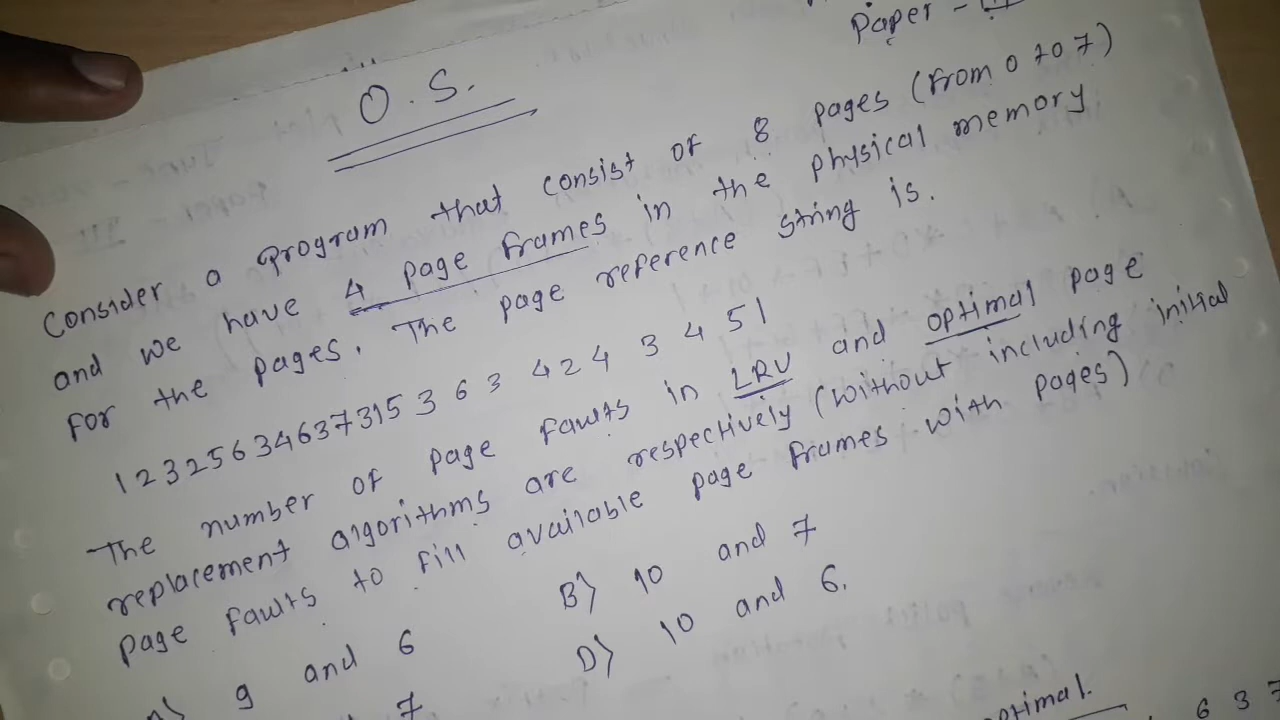 Paper -
O.S.
Consider a program that consist of 8 pages (from 0 to 7)
and we have 4 page frames in the physical memory
for the pages. The page reference string is.
1 2 3 2 5 6 3 4 6 3 7 3 1 5 3 6 3 4 2 4 3 4 5 1
The number of page faults in LRU and optimal page
replacement algorithms are respectively (without including initial
page faults to fill available page frames with pages)
9 and 6
B) 10 and 7
7
D) 10 and 6.
6 3 7